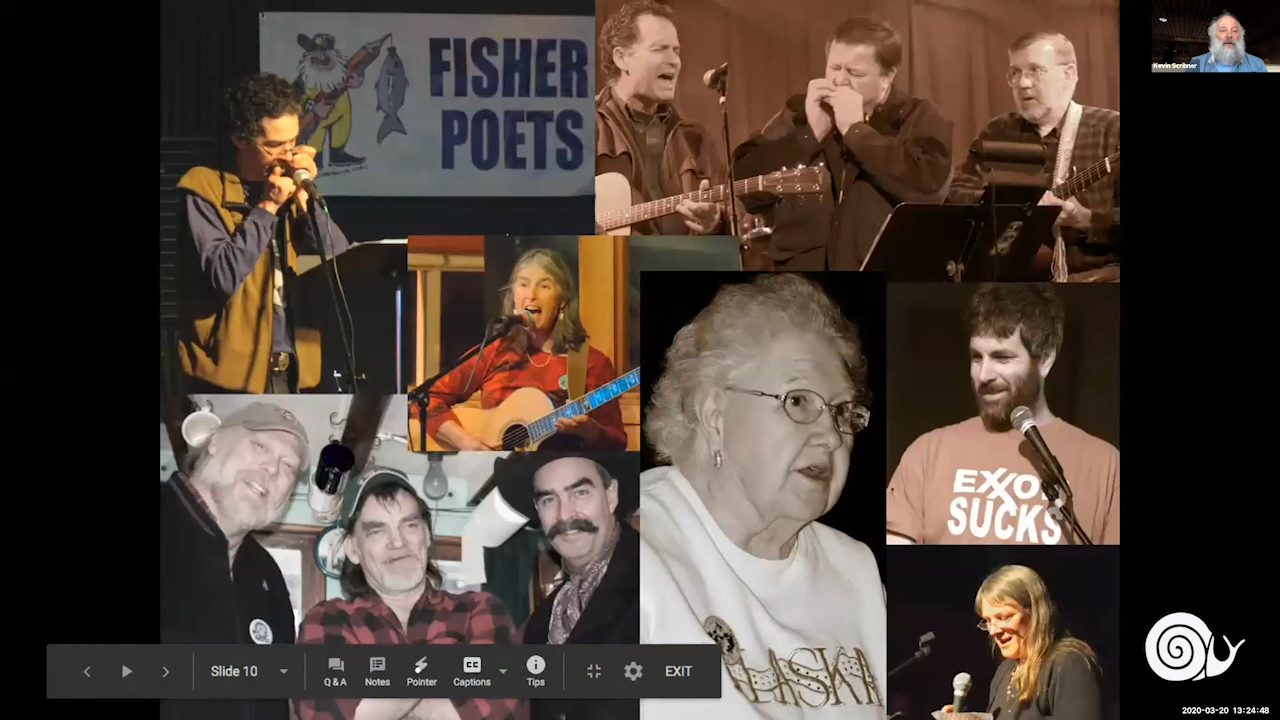 FISHER
POETS
Kevin Scribner
EXXON
SUCKS
ALASKA
Slide 10
Q & A
Notes
Pointer
CC
Captions
Tips
EXIT
2020-03-20 13:24:48